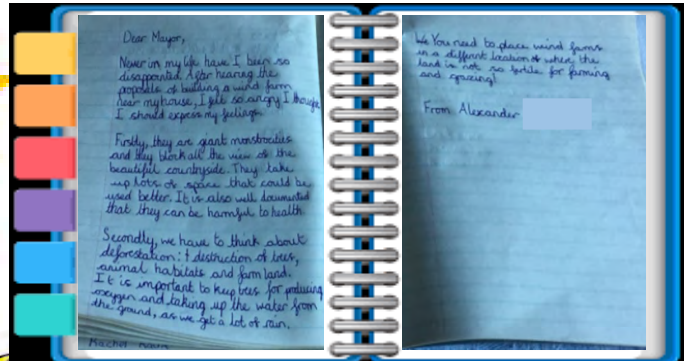 Dear Mayor,
Never in my life have I been so
disappointed. After hearing the
proposals of building a wind farm
near my house, I felt so angry I thought
I should express my feelings.
Firstly, they are giant monstrosities
and they block all the view of the
beautiful countryside. They take
up lots of space that could be
used better. It is also well documented
that they can be harmful to health.
Secondly, we have to think about
deforestation: destruction of trees,
animal habitats and farm land.
It is important to keep trees for producing
oxygen and taking up the water from
the ground, as we get a lot of rain.
We You need to place wind farms
in a different location where the
land is not so fertile for farming
and grazing!
From Alexander